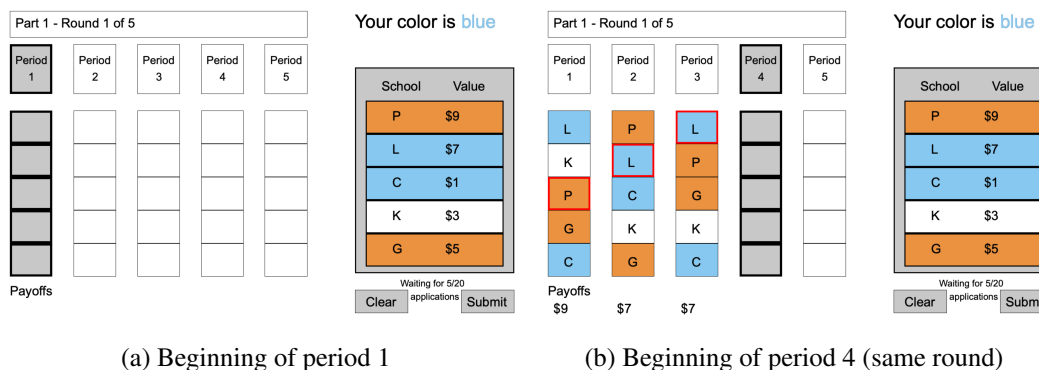 Part 1 - Round 1 of 5
Your color is blue
Period 1
Period 2
Period 3
Period 4
Period 5
School Value
P $9
L $7
C $1
K $3
G $5
Payoffs
Waiting for 5/20 applications
Clear
Submit
(a) Beginning of period 1
Part 1 - Round 1 of 5
Your color is blue
Period 1
Period 2
Period 3
Period 4
Period 5
L P L
K L P
P C G
G K K
C G C
Payoffs
$9 $7 $7
School Value
P $9
L $7
C $1
K $3
G $5
Waiting for 5/20 applications
Clear
Subm
(b) Beginning of period 4 (same round)